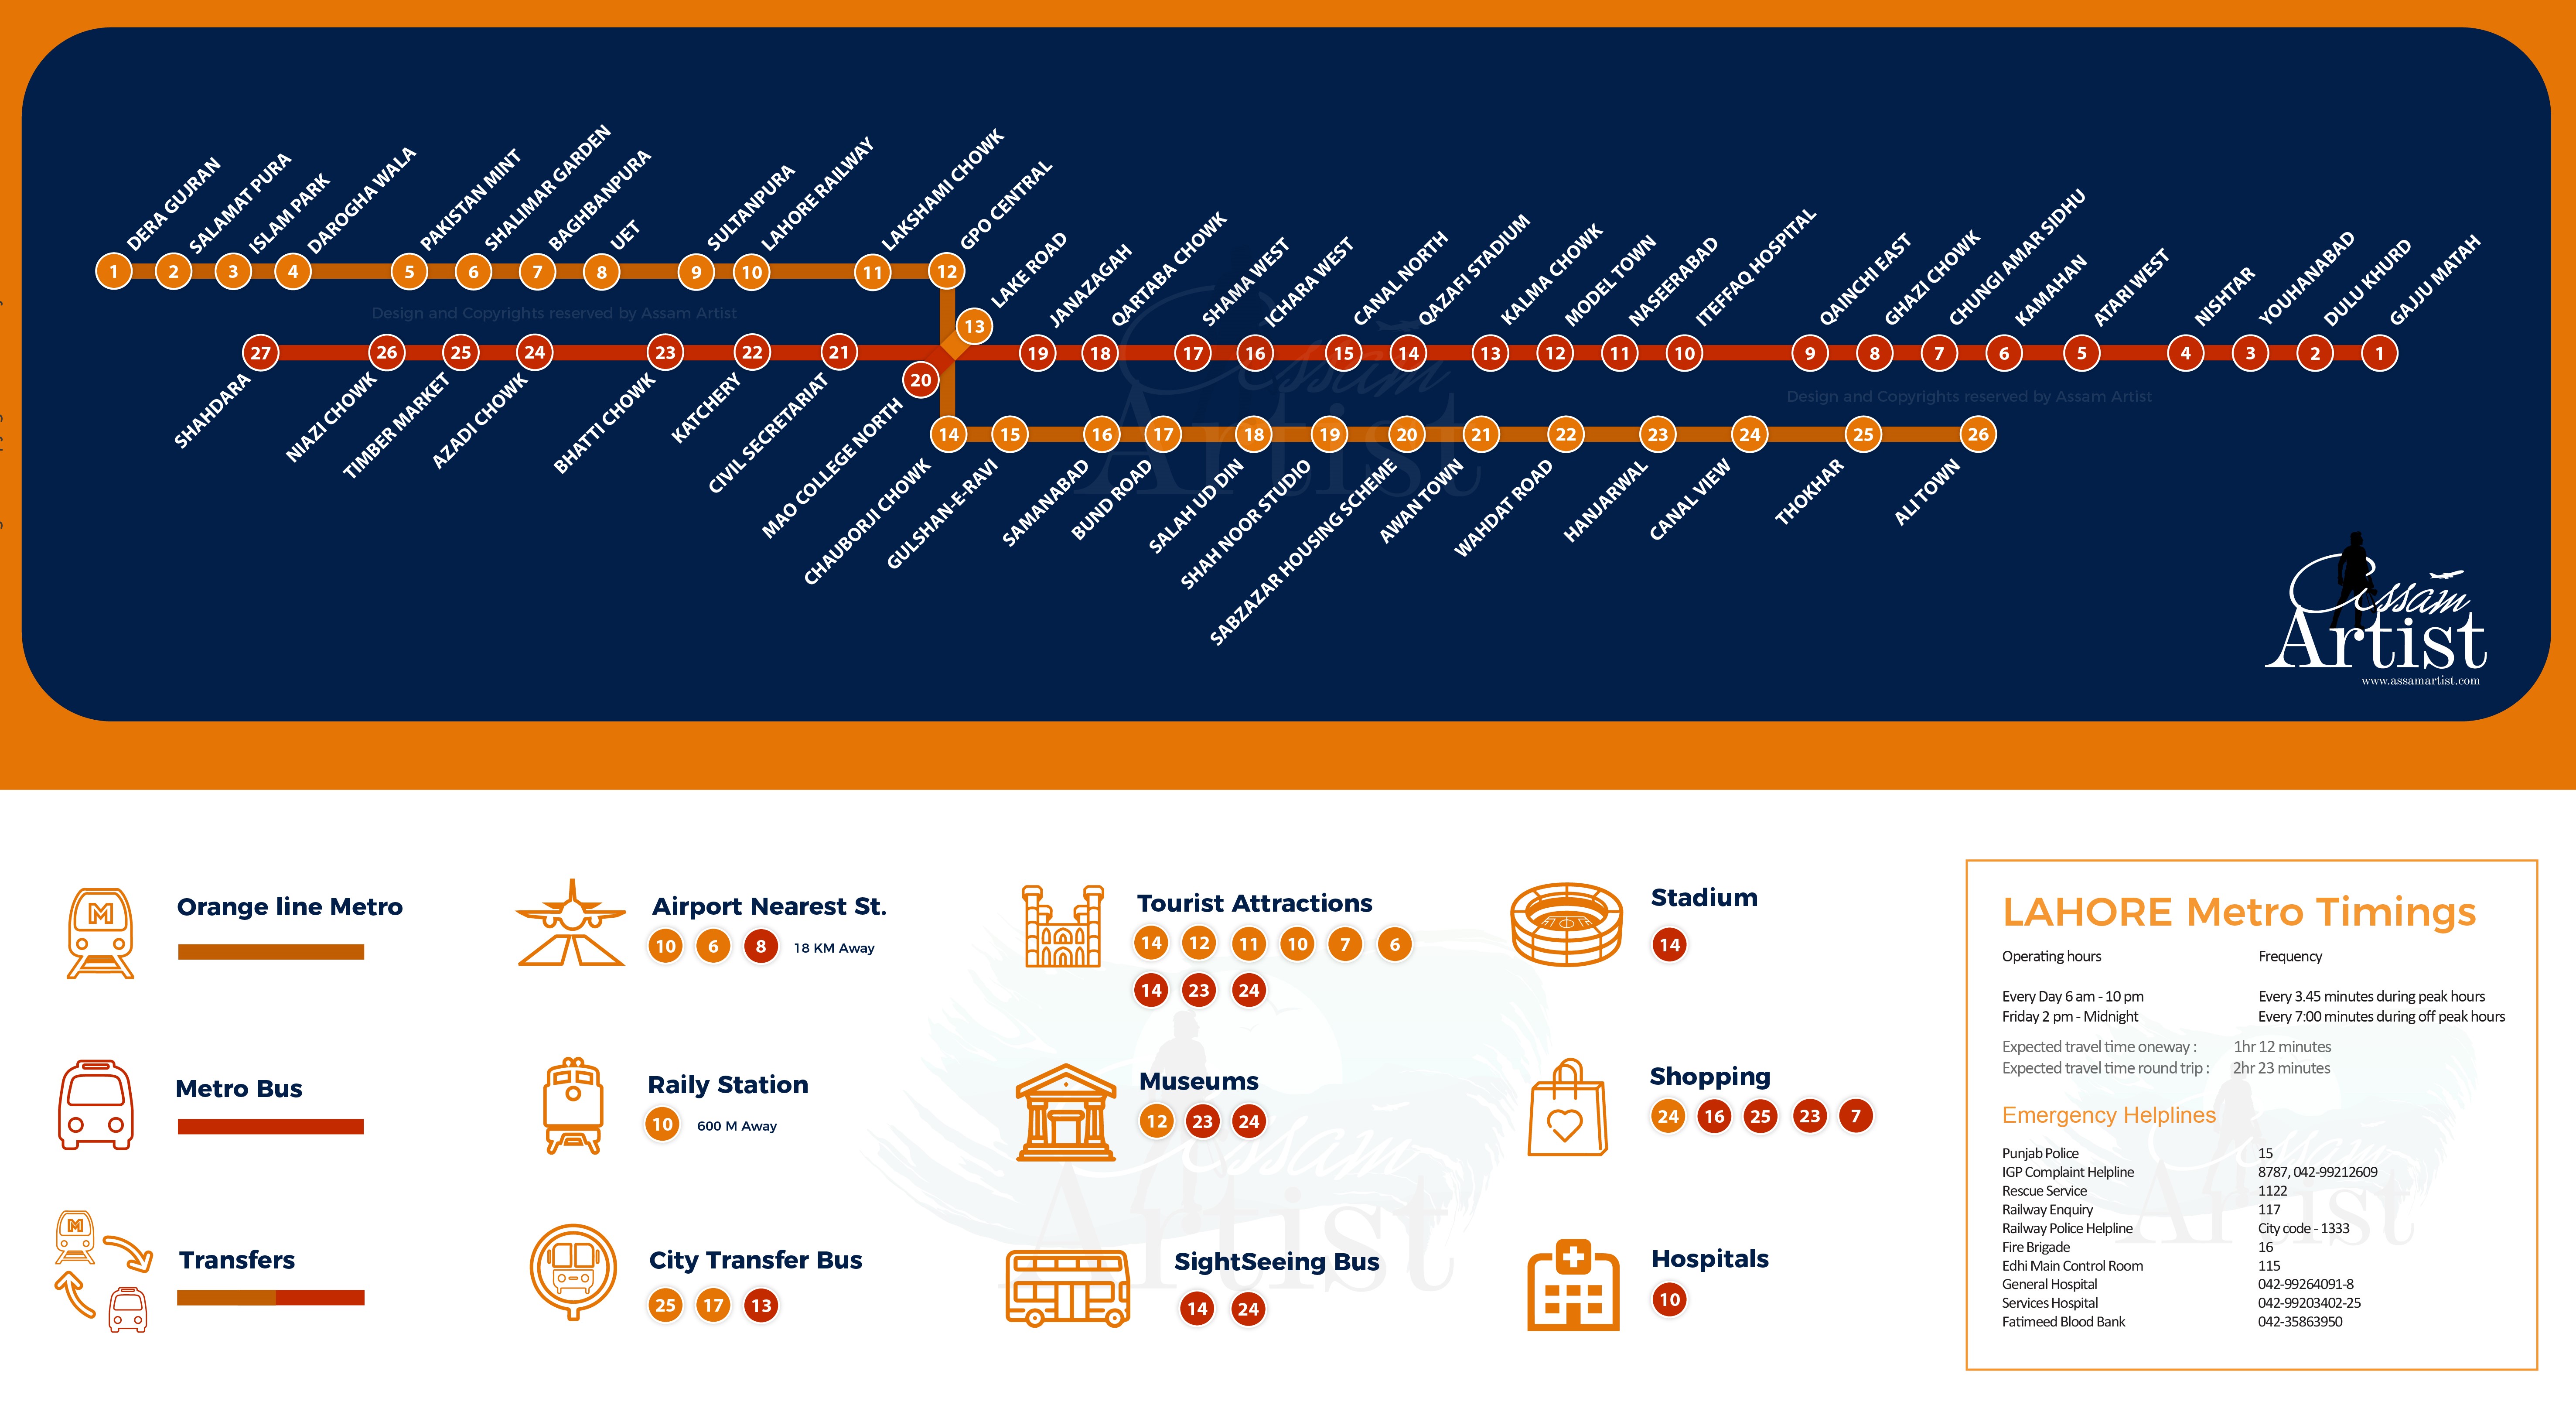 DERA GUJRAN
SALAMAT PURA
ISLAM PARK
DAROGHA WALA
PAKISTAN MINT
SHALIMAR GARDEN
BAGHBANPURA
UET
SULTANPURA
LAHORE RAILWAY
LAKSHAMI CHOWK
GPO CENTRAL
1 2 3 4 5 6 7 8 9 10 11 12
LAKE ROAD
13
JANAZAGAH
QARTABA CHOWK
SHAMA WEST
ICHARA WEST
CANAL NORTH
QAZAFI STADIUM
KALMA CHOWK
MODEL TOWN
NASEERABAD
ITEFFAQ HOSPITAL
QAINCHI EAST
GHAZI CHOWK
CHUNGI AMAR SIDHU
KAMAHAN
ATARI WEST
NISHTAR
YOUHANABAD
DULU KHURD
GAJJU MATAH
Design and Copyrights reserved by Assam Artist
27 26 25 24 23 22 21 20 19 18 17 16 15 14 13 12 11 10 9 8 7 6 5 4 3 2 1
SHAHDARA
NIAZI CHOWK
TIMBER MARKET
AZADI CHOWK
BHATTI CHOWK
KATCHERY
CIVIL SECRETARIAT
MAO COLLEGE NORTH
Design and Copyrights reserved by Assam Artist
Assam
Artist
14 15 16 17 18 19 20 21 22 23 24 25 26
CHAUBORJI CHOWK
GULSHAN-E-RAVI
SAMANABAD
BUND ROAD
SALAH UD DIN
SHAH NOOR STUDIO
SABZAZAR HOUSING SCHEME
AWAN TOWN
WAHDAT ROAD
HANJARWAL
CANAL VIEW
THOKHAR
ALI TOWN
Assam
Artist
www.assamartist.com
M
Orange line Metro
Metro Bus
M
Transfers
Airport Nearest St.
10 6 8 18 KM Away
Raily Station
10 600 M Away
City Transfer Bus
25 17 13
Tourist Attractions
14 12 11 10 7 6
14 23 24
Museums
12 23 24
SightSeeing Bus
14 24
Assam
Artist
Stadium
14
Shopping
24 16 25 23 7
Hospitals
10
LAHORE Metro Timings
Operating hours Frequency
Every Day 6 am - 10 pm Every 3.45 minutes during peak hours
Friday 2 pm - Midnight Every 7:00 minutes during off peak hours
Expected travel time oneway : 1hr 12 minutes
Expected travel time round trip : 2hr 23 minutes
Emergency Helplines
Punjab Police 15
IGP Complaint Helpline 8787, 042-99212609
Rescue Service 1122
Railway Enquiry 117
Railway Police Helpline City code - 1333
Fire Brigade 16
Edhi Main Control Room 115
General Hospital 042-99264091-8
Services Hospital 042-99203402-25
Fatimeed Blood Bank 042-35863950
Assam
Artist